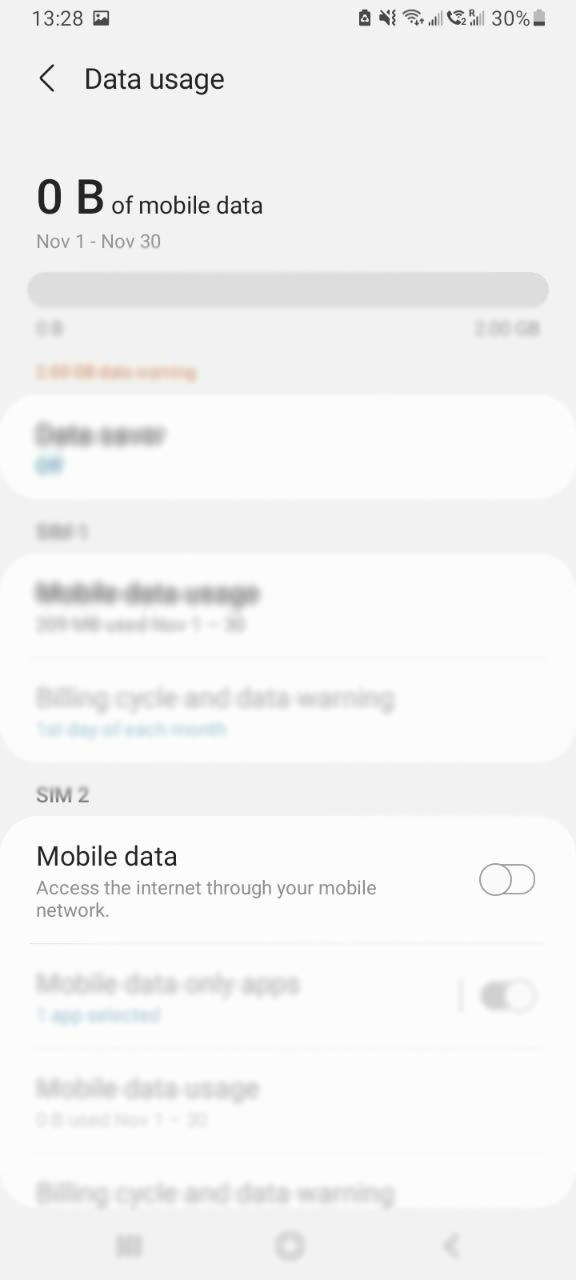 13:28 30%
Data usage
0 B of mobile data
Nov 1 - Nov 30
0 B 2.00 GB
2.00 GB data warning
Data saver
Off
SIM 1
Mobile data usage
209 MB used Nov 1 – 30
Billing cycle and data warning
1st day of each month
SIM 2
Mobile data
Access the internet through your mobile
network.
Mobile data only apps
1 app selected
Mobile data usage
0 B used Nov 1 – 30
Billing cycle and data warning